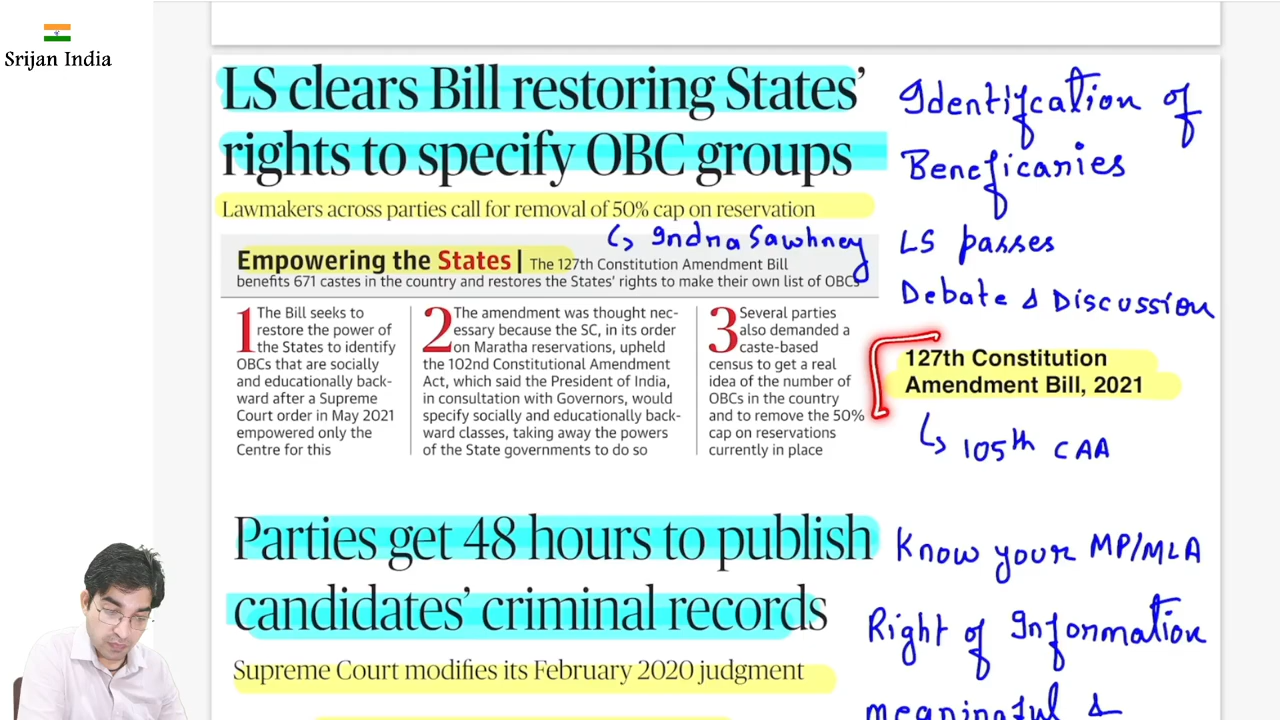 Srijan India
LS clears Bill restoring States’
rights to specify OBC groups
Lawmakers across parties call for removal of 50% cap on reservation
↳ Indra Sawhney
Empowering the States | The 127th Constitution Amendment Bill
benefits 671 castes in the country and restores the States’ rights to make their own list of OBCs
1 The Bill seeks to
restore the power of
the States to identify
OBCs that are socially
and educationally back-
ward after a Supreme
Court order in May 2021
empowered only the
Centre for this
2 The amendment was thought nec-
essary because the SC, in its order
on Maratha reservations, upheld
the 102nd Constitutional Amendment
Act, which said the President of India,
in consultation with Governors, would
specify socially and educationally back-
ward classes, taking away the powers
of the State governments to do so
3 Several parties
also demanded a
caste-based
census to get a real
idea of the number of
OBCs in the country
and to remove the 50%
cap on reservations
currently in place
Identifcation of
Beneficaries
LS passes
Debate & Discussion
127th Constitution
Amendment Bill, 2021
↳ 105th CAA
Parties get 48 hours to publish
candidates’ criminal records
Supreme Court modifies its February 2020 judgment
Know your MP/MLA
Right of Information
meaningful &